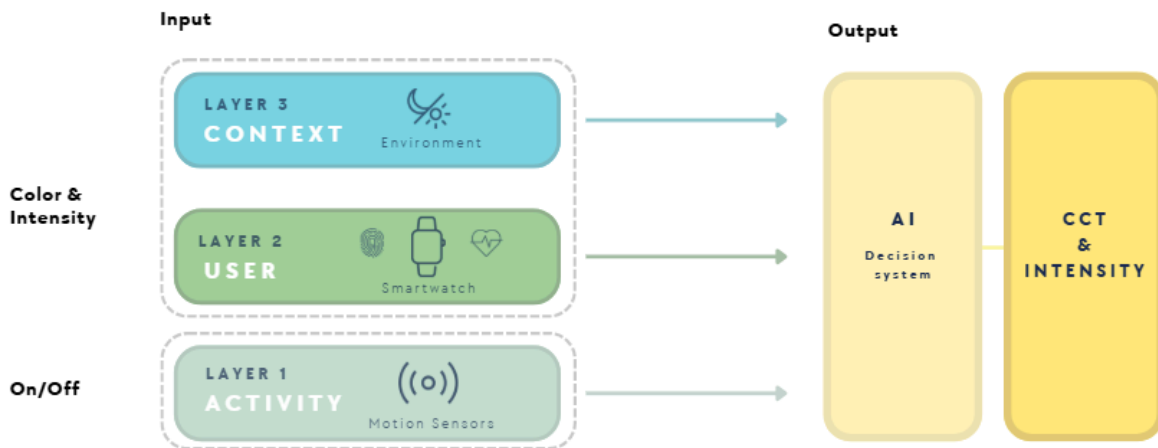 Input
Output
LAYER 3
CONTEXT
Environment
Color &
Intensity
LAYER 2
USER
Smartwatch
On/Off
LAYER 1
ACTIVITY
Motion Sensors
AI
Decision
system
CCT
&
INTENSITY